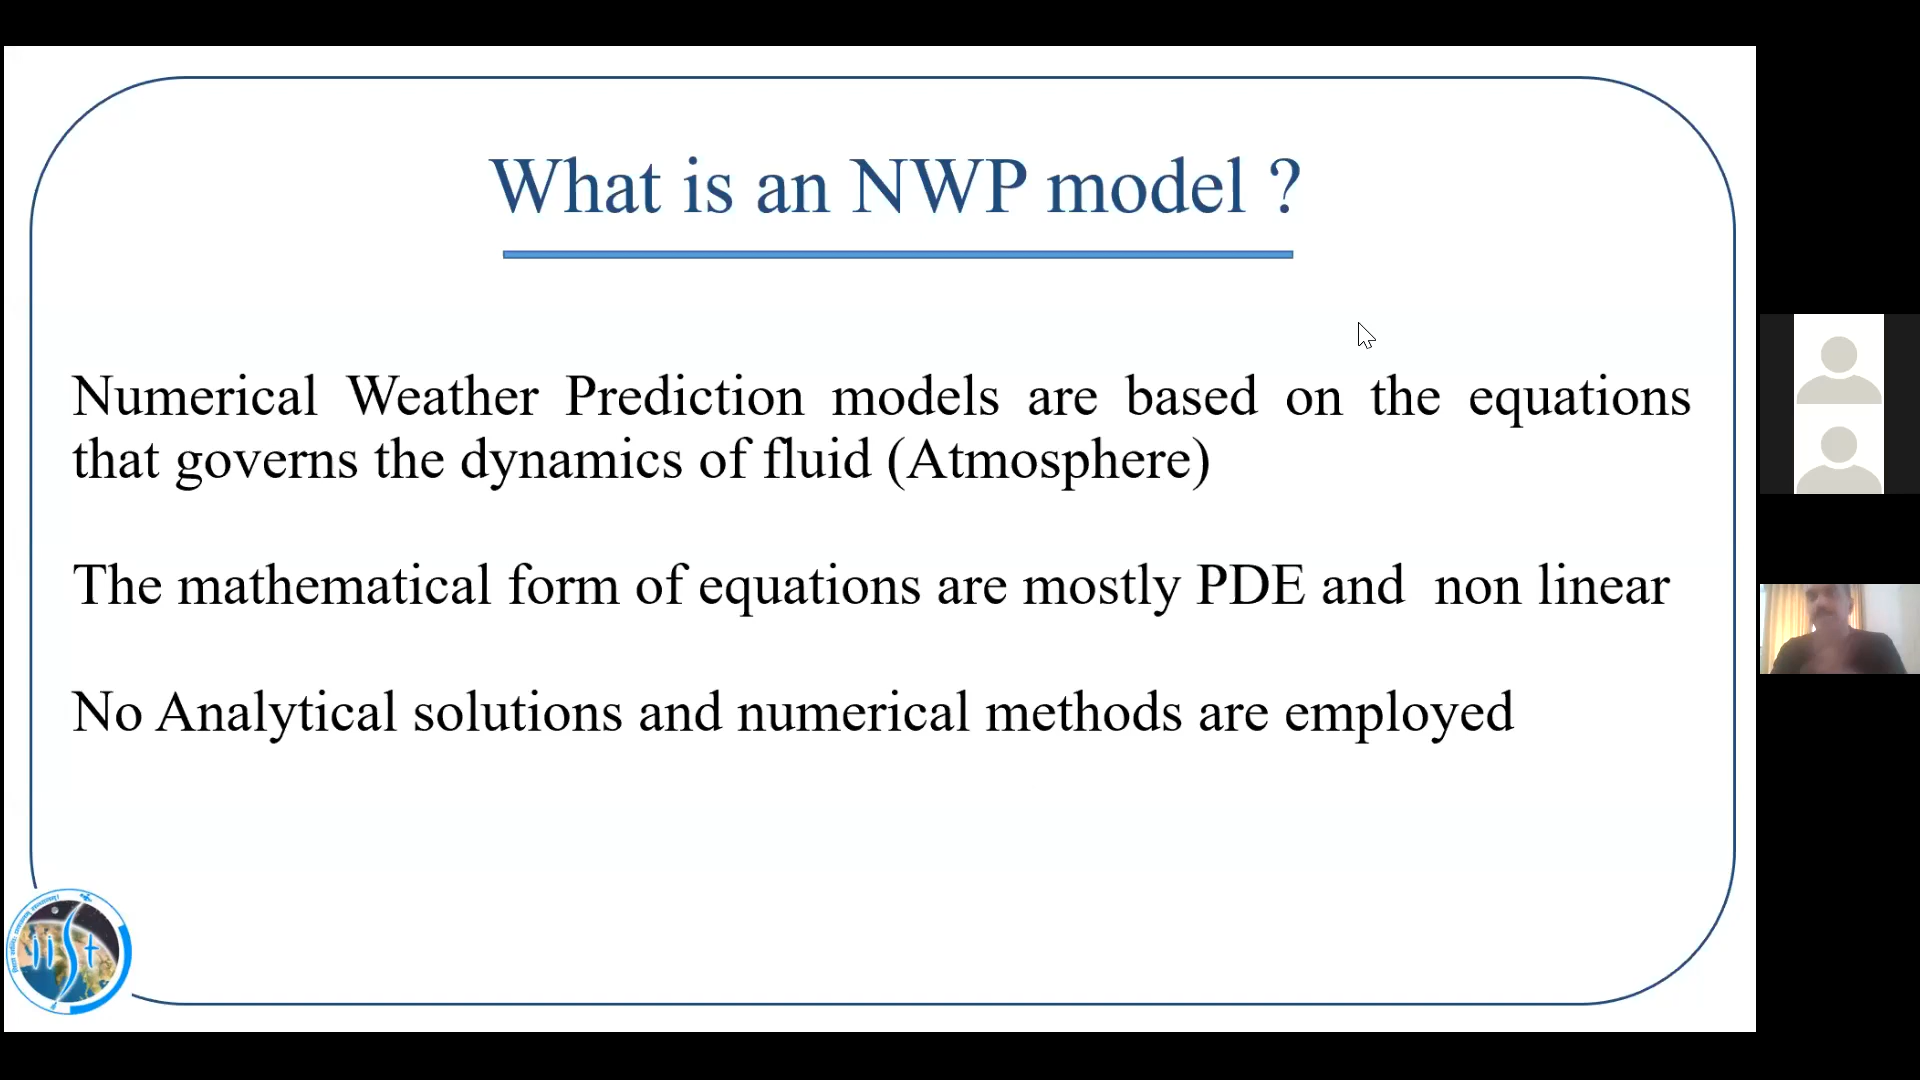 What is an NWP model ?
Numerical Weather Prediction models are based on the equations
that governs the dynamics of fluid (Atmosphere)
The mathematical form of equations are mostly PDE and non linear
No Analytical solutions and numerical methods are employed
iist